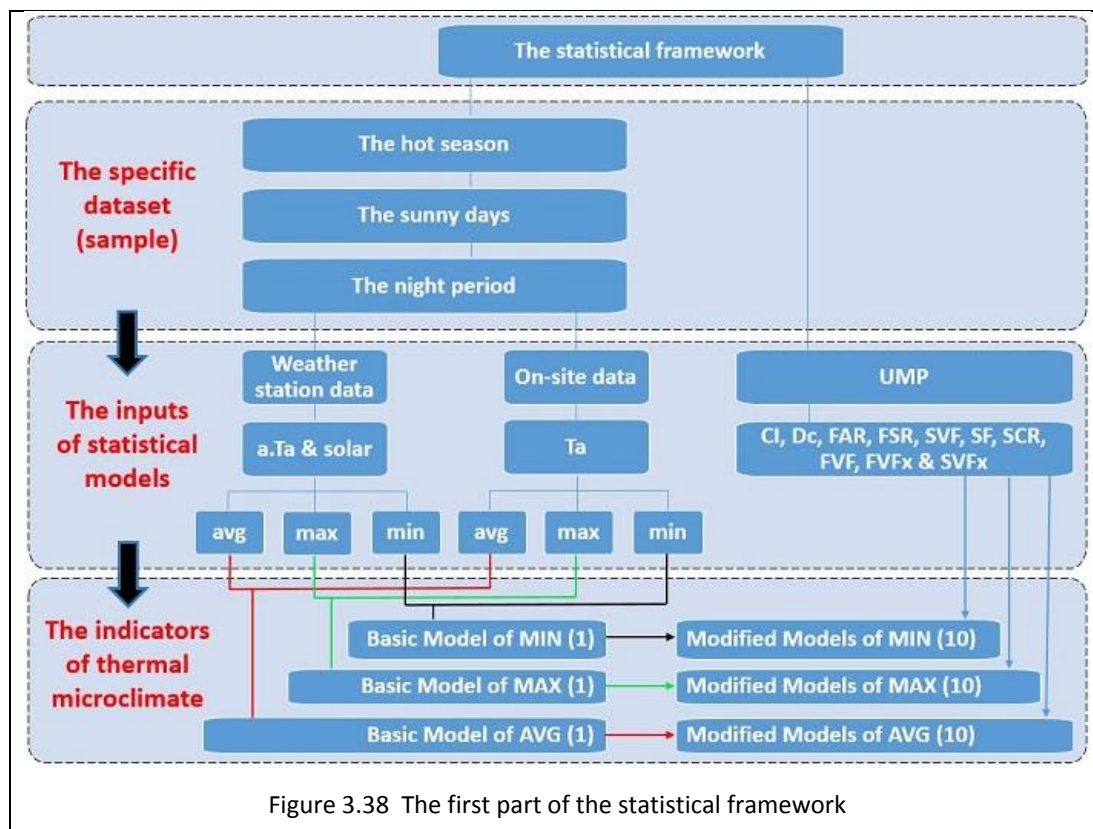 The statistical framework
The specific
dataset
(sample)
The hot season
The sunny days
The night period
The inputs
of statistical
models
Weather
station data
On-site data
UMP
a.Ta & solar
Ta
CI, Dc, FAR, FSR, SVF, SF, SCR,
FVF, FVFx & SVFx
avg
max
min
avg
max
min
The indicators
of thermal
microclimate
Basic Model of MIN (1)
Modified Models of MIN (10)
Basic Model of MAX (1)
Modified Models of MAX (10)
Basic Model of AVG (1)
Modified Models of AVG (10)
Figure 3.38 The first part of the statistical framework